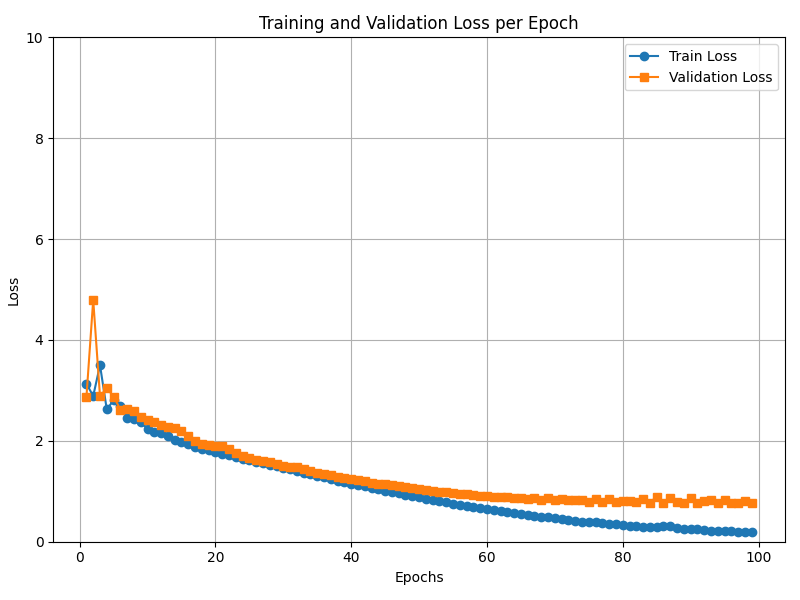 Training and Validation Loss per Epoch
Train Loss
Validation Loss
Loss
10
8
6
4
2
0
0 20 40 60 80 100
Epochs